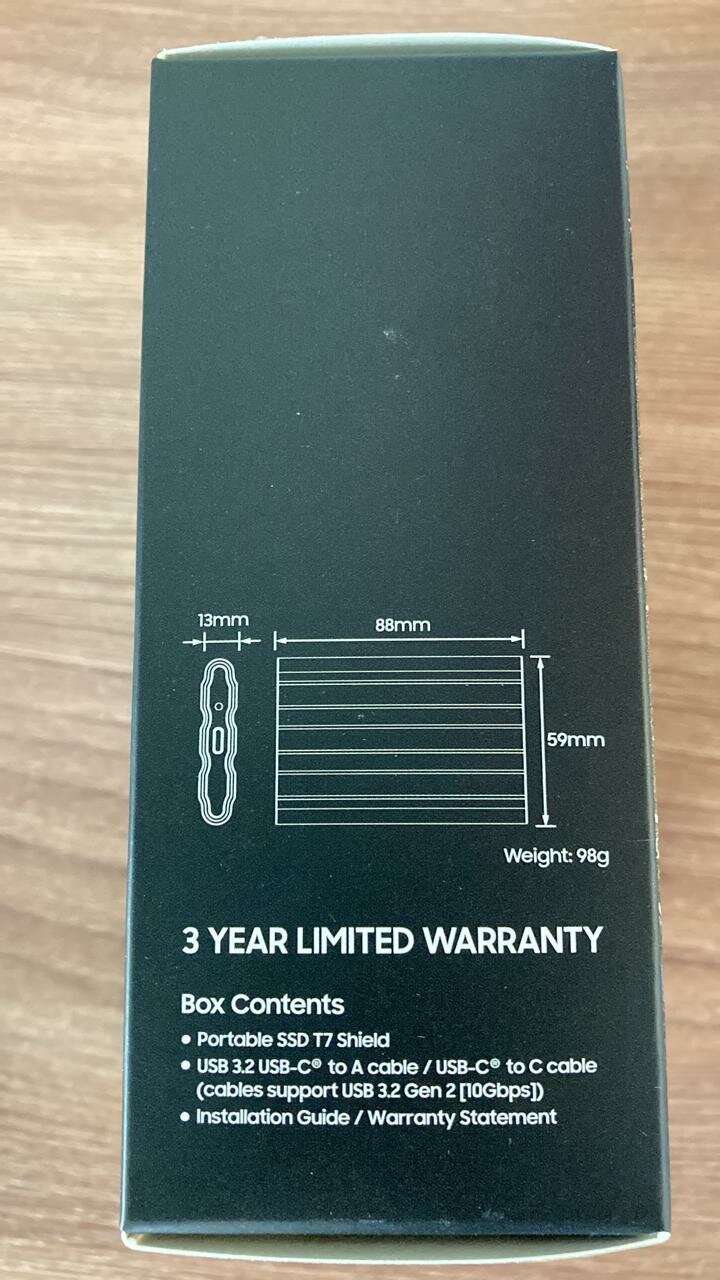 13mm
88mm
59mm
Weight: 98g
3 YEAR LIMITED WARRANTY
Box Contents
• Portable SSD T7 Shield
• USB 3.2 USB-C® to A cable / USB-C® to C cable
(cables support USB 3.2 Gen 2 [10Gbps])
• Installation Guide / Warranty Statement